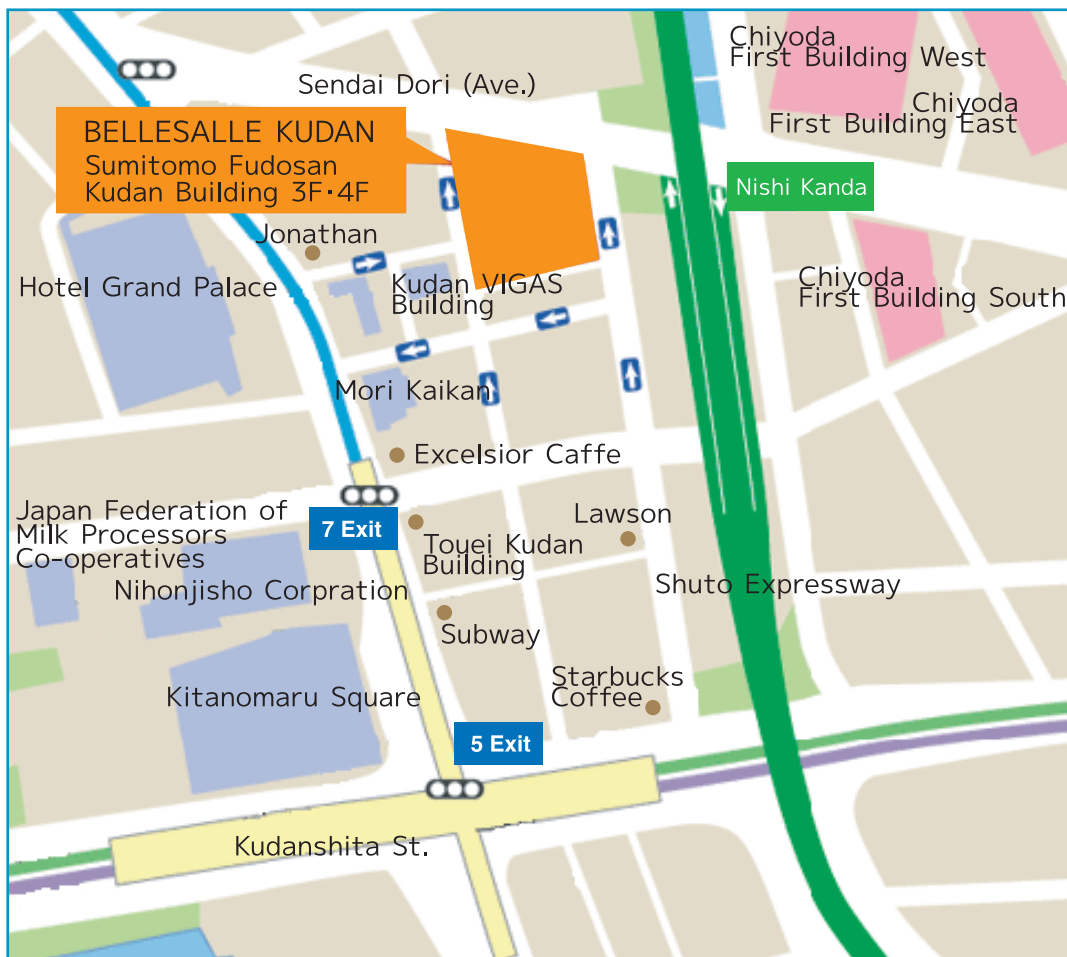 Chiyoda
First Building West
Sendai Dori (Ave.)
Chiyoda
First Building East
BELLESALLE KUDAN
Sumitomo Fudosan
Kudan Building 3F･4F
Nishi Kanda
Jonathan
Hotel Grand Palace
Kudan VIGAS
Building
Chiyoda
First Building South
Mori Kaikan
Excelsior Caffe
Japan Federation of
Milk Processors
Co-operatives
7 Exit
Lawson
Touei Kudan
Building
Nihonjisho Corpration
Shuto Expressway
Subway
Kitanomaru Square
Starbucks
Coffee
5 Exit
Kudanshita St.